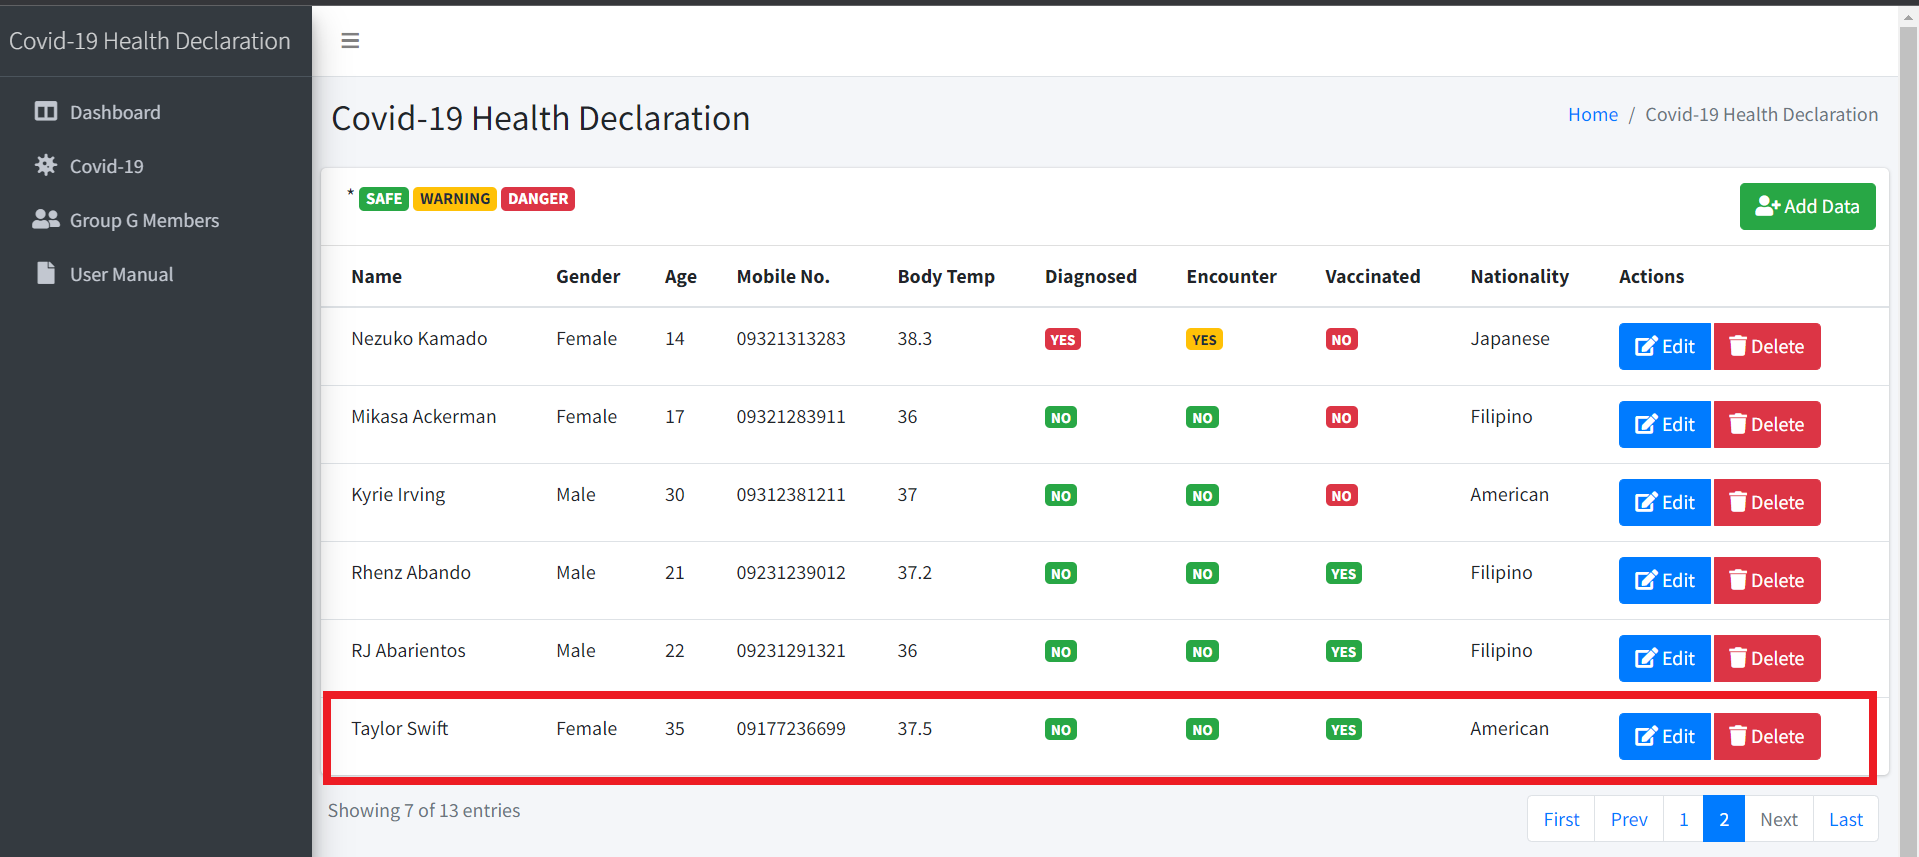 Covid-19 Health Declaration
Dashboard
Covid-19
Group G Members
User Manual
Covid-19 Health Declaration
Home / Covid-19 Health Declaration
* SAFE WARNING DANGER
Add Data
Name Gender Age Mobile No. Body Temp Diagnosed Encounter Vaccinated Nationality Actions
Nezuko Kamado Female 14 09321313283 38.3 YES YES NO Japanese Edit Delete
Mikasa Ackerman Female 17 09321283911 36 NO NO NO Filipino Edit Delete
Kyrie Irving Male 30 09312381211 37 NO NO NO American Edit Delete
Rhenz Abando Male 21 09231239012 37.2 NO NO YES Filipino Edit Delete
RJ Abarientos Male 22 09231291321 36 NO NO YES Filipino Edit Delete
Taylor Swift Female 35 09177236699 37.5 NO NO YES American Edit Delete
Showing 7 of 13 entries
First Prev 1 2 Next Last